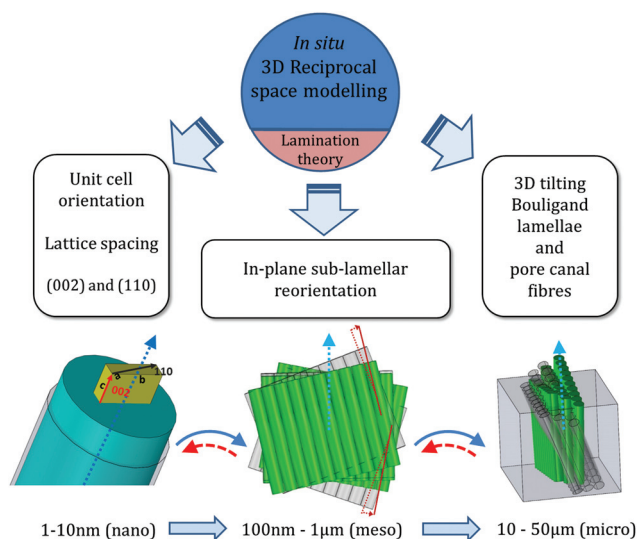 In situ
3D Reciprocal
space modelling
Lamination
theory
Unit cell
orientation
Lattice spacing
(002) and (110)
In-plane sub-lamellar
reorientation
3D tilting
Bouligand
lamellae
and
pore canal
fibres
a
110
c
b
002
1-10nm (nano)
100nm - 1µm (meso)
10 - 50µm (micro)